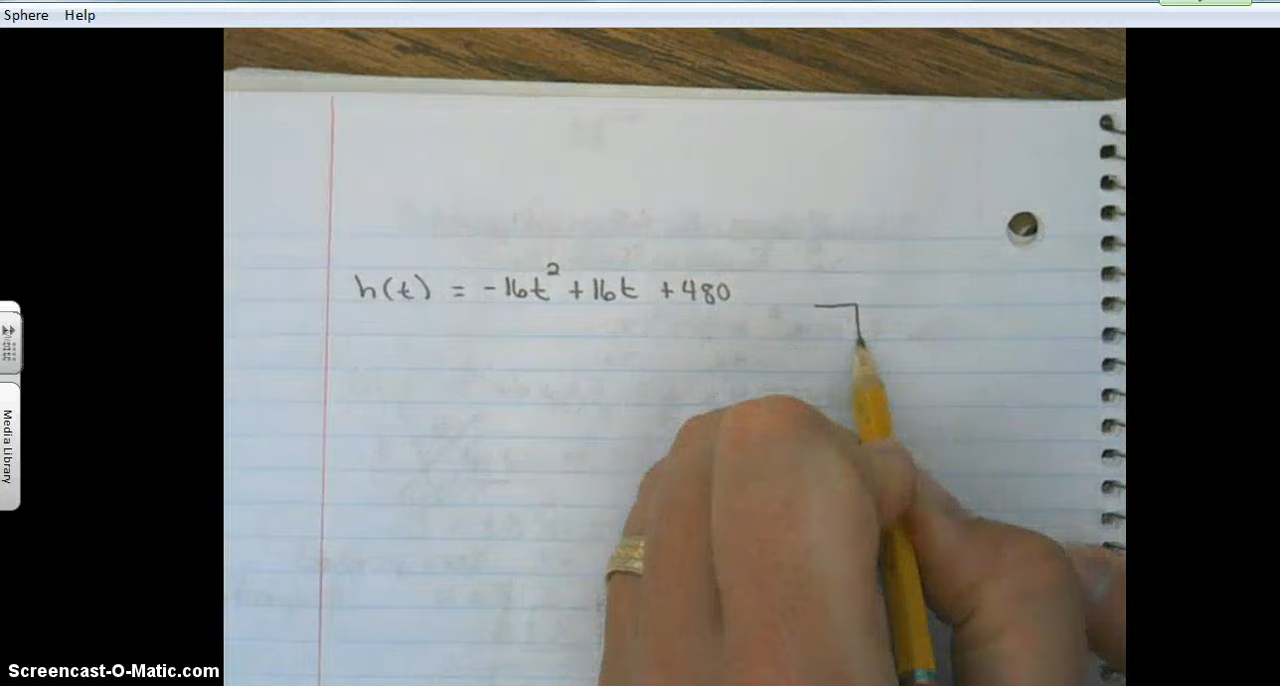 Sphere Help
h(t) = -16t² + 16t + 480
Media Library
Screencast-O-Matic.com